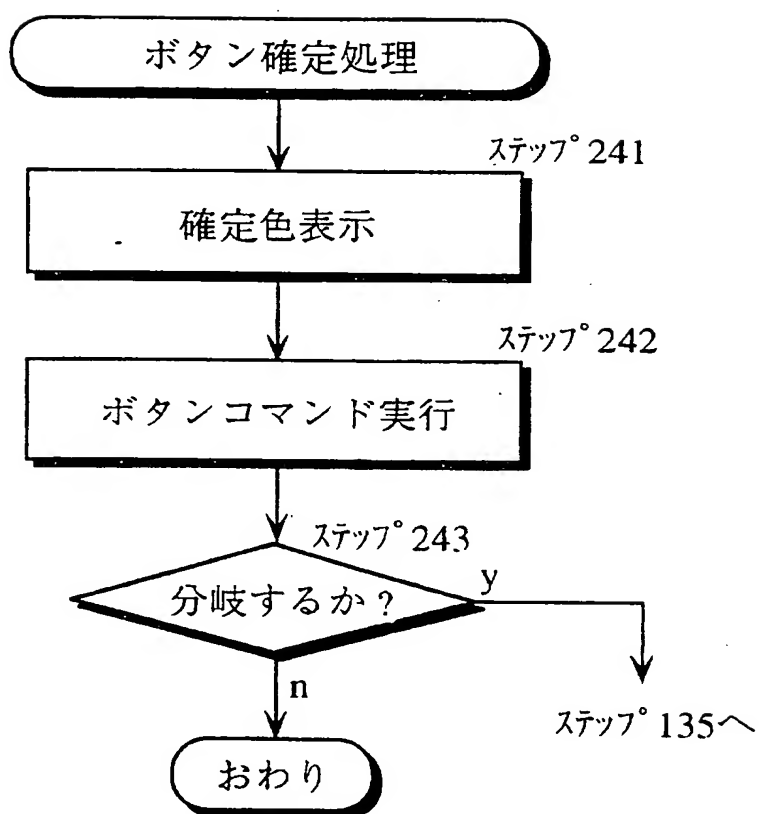 ボタン確定処理
ステップ241
確定色表示
ステップ242
ボタンコマンド実行
ステップ243
分岐するか?
y
n
ステップ135へ
おわり